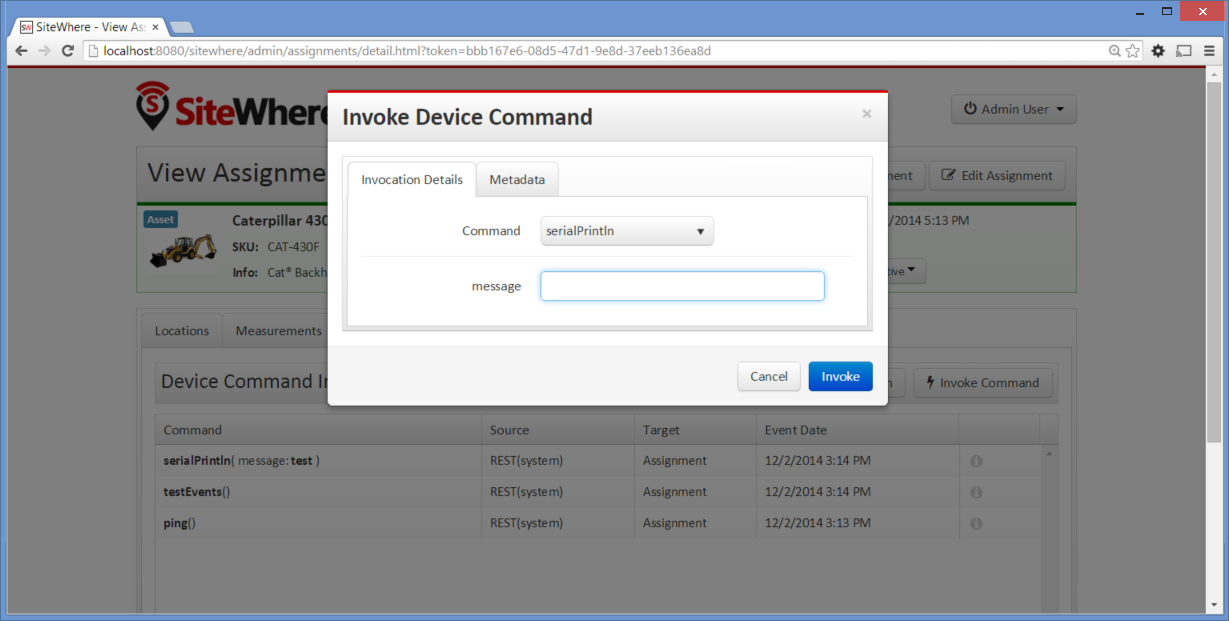 SW SiteWhere - View As
localhost:8080/sitewhere/admin/assignments/detail.html?token=bbb167e6-08d5-47d1-9e8d-37eeb136ea8d
S SiteWhere
Admin User
Invoke Device Command
×
View Assignme
ment
Edit Assignment
Invocation Details
Metadata
Asset
Caterpillar 430
/2014 5:13 PM
SKU: CAT-430F
Command
serialPrintln
Info: Cat® Backh
tive
message
Locations
Measurements
Cancel
Invoke
Device Command I
n
Invoke Command
Command
Source
Target
Event Date
serialPrintln( message: test )
REST(system)
Assignment
12/2/2014 3:14 PM
testEvents()
REST(system)
Assignment
12/2/2014 3:14 PM
ping()
REST(system)
Assignment
12/2/2014 3:13 PM